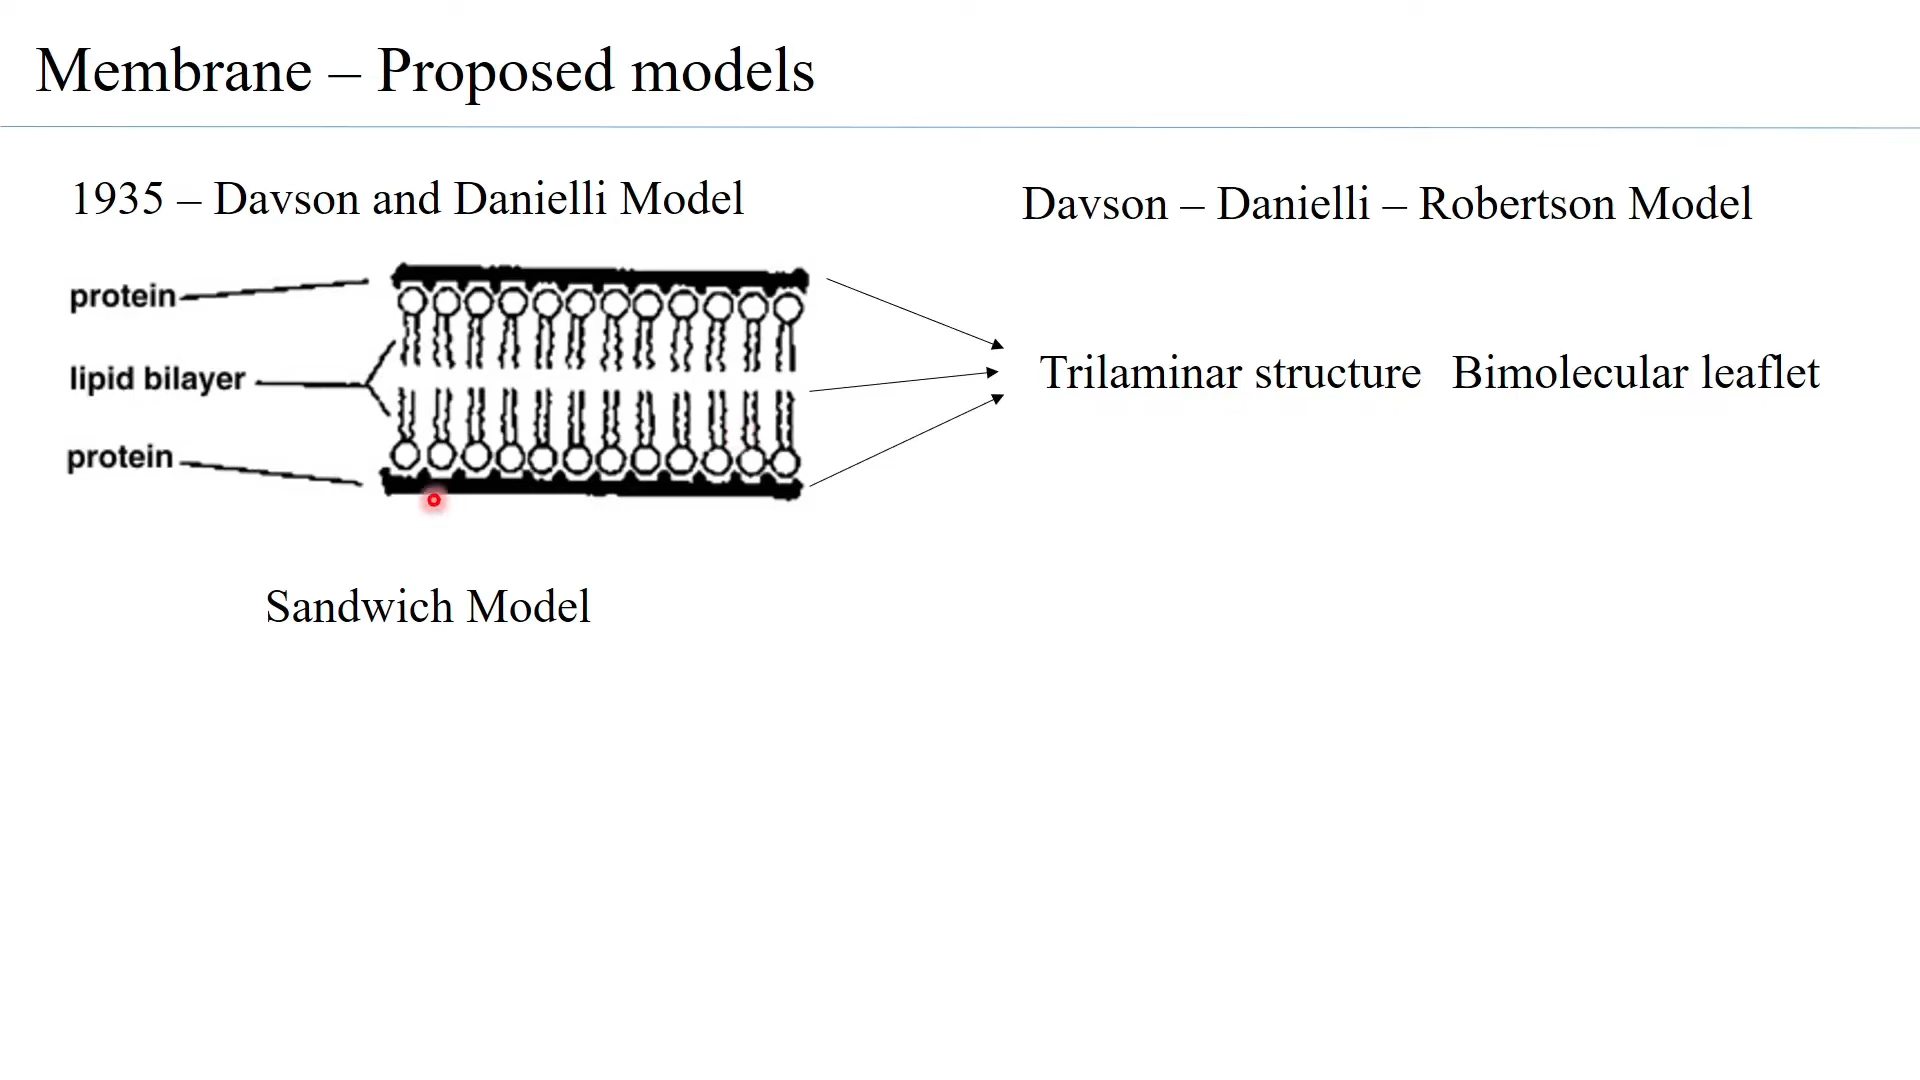 Membrane – Proposed models
1935 – Davson and Danielli Model
protein
lipid bilayer
protein
Sandwich Model
Davson – Danielli – Robertson Model
Trilaminar structure Bimolecular leaflet